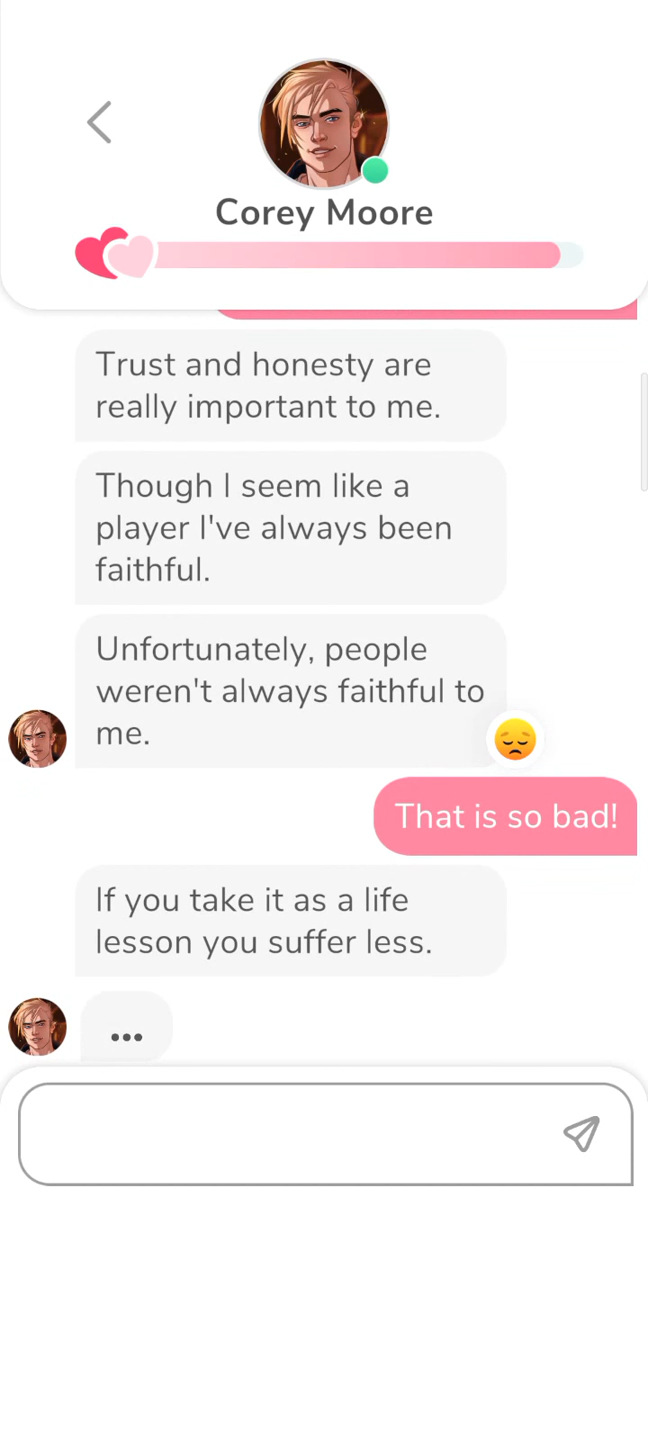 Corey Moore
Trust and honesty are
really important to me.
Though I seem like a
player I've always been
faithful.
Unfortunately, people
weren't always faithful to
me.
That is so bad!
If you take it as a life
lesson you suffer less.
...